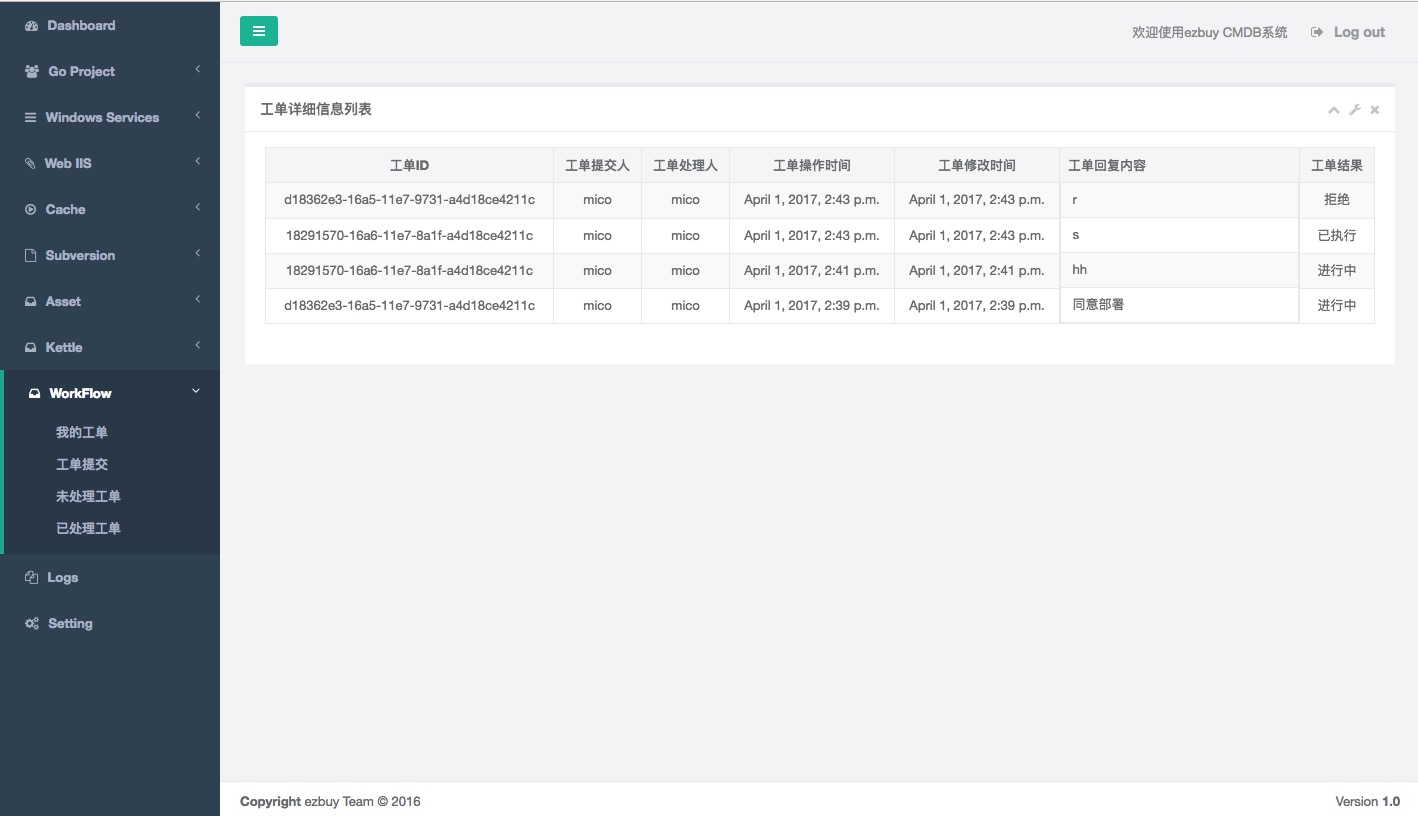 Dashboard
Go Project
Windows Services
Web IIS
Cache
Subversion
Asset
Kettle
WorkFlow
我的工单
工单提交
未处理工单
已处理工单
Logs
Setting
欢迎使用ezbuy CMDB系统 Log out
工单详细信息列表
工单ID 工单提交人 工单处理人 工单操作时间 工单修改时间 工单回复内容 工单结果
d18362e3-16a5-11e7-9731-a4d18ce4211c mico mico April 1, 2017, 2:43 p.m. April 1, 2017, 2:43 p.m. r 拒绝
18291570-16a6-11e7-8a1f-a4d18ce4211c mico mico April 1, 2017, 2:43 p.m. April 1, 2017, 2:43 p.m. s 已执行
18291570-16a6-11e7-8a1f-a4d18ce4211c mico mico April 1, 2017, 2:41 p.m. April 1, 2017, 2:41 p.m. hh 进行中
d18362e3-16a5-11e7-9731-a4d18ce4211c mico mico April 1, 2017, 2:39 p.m. April 1, 2017, 2:39 p.m. 同意部署 进行中
Copyright ezbuy Team © 2016 Version 1.0